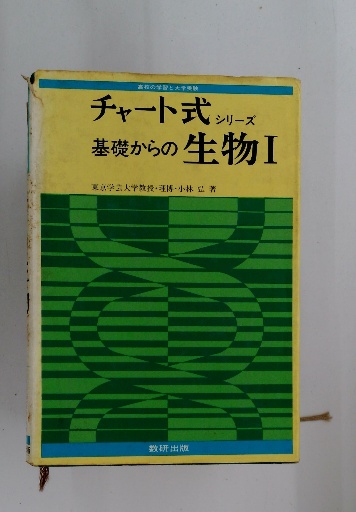 高校の学習と大学受験
チャート式 シリーズ
基礎からの 生物I
東京学芸大学教授・理博・小林 弘 著
数研出版